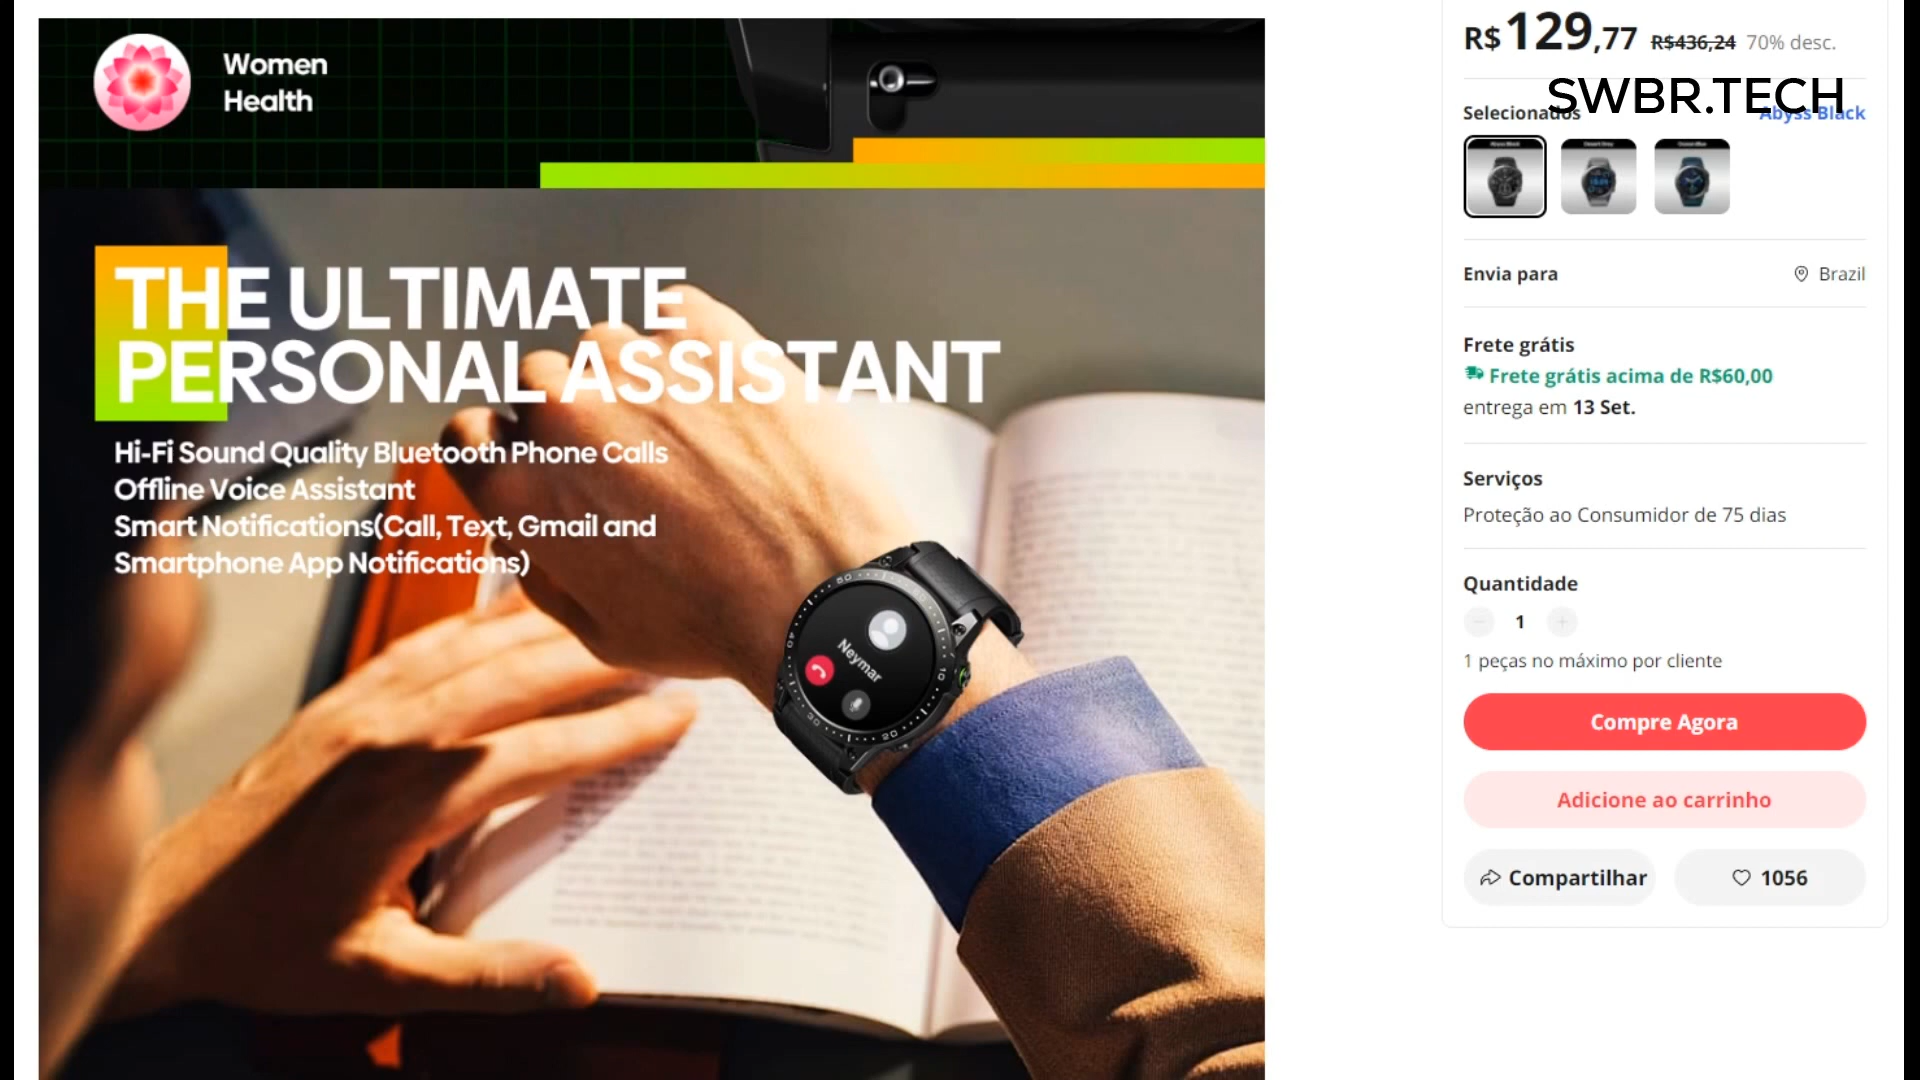 Women
Health
THE ULTIMATE
PERSONAL ASSISTANT
Hi-Fi Sound Quality Bluetooth Phone Calls
Offline Voice Assistant
Smart Notifications(Call, Text, Gmail and
Smartphone App Notifications)
Neymar
R$129,77 R$436,24 70% desc.
SWBR.TECH
Selecionados Abyss Black
Envia para Brazil
Frete grátis
Frete grátis acima de R$60,00
entrega em 13 Set.
Serviços
Proteção ao Consumidor de 75 dias
Quantidade
1
1 peças no máximo por cliente
Compre Agora
Adicione ao carrinho
Compartilhar 1056